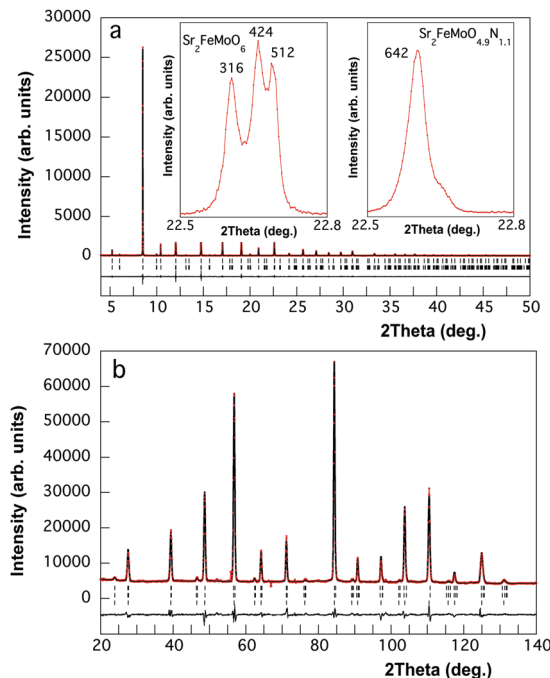 a
30000
25000
20000
15000
10000
5000
0
Intensity (arb. units)
5 10 15 20 25 30 35 40 45 50
2Theta (deg.)
Sr2FeMoO6
316
424
512
Intensity (arb. units)
22.5 22.8
2Theta (deg.)
Sr2FeMoO4.9N1.1
642
Intensity (arb. units)
22.5 22.8
2Theta (deg.)
b
70000
60000
50000
40000
30000
20000
10000
0
Intensity (arb. units)
20 40 60 80 100 120 140
2Theta (deg.)